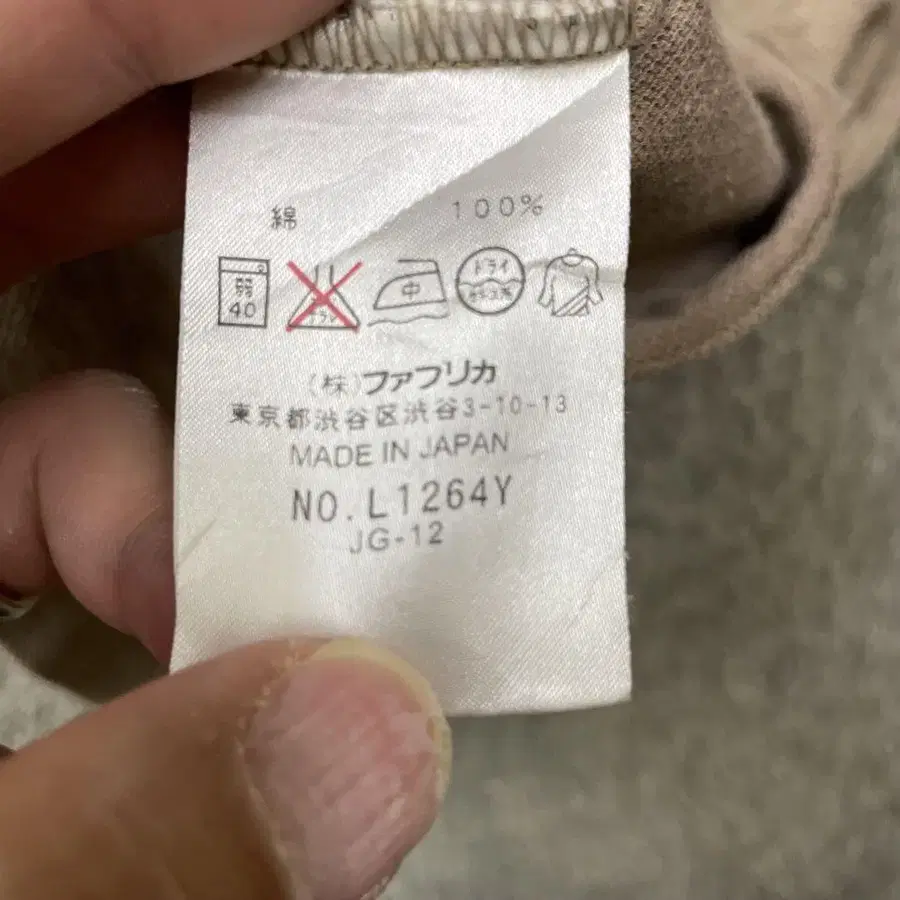 綿 100%
弱 40 中 ドライ
(株)ファフリカ
東京都渋谷区渋谷3-10-13
MADE IN JAPAN
NO. L1264Y
JG-12